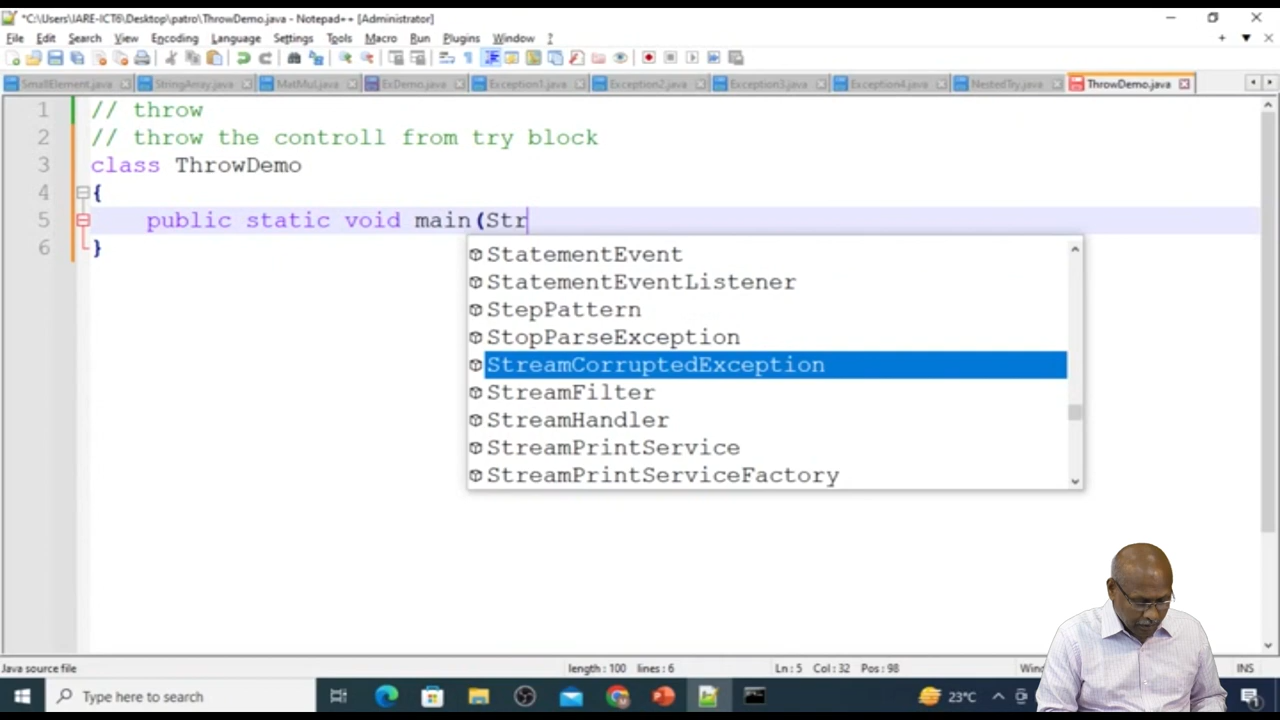 *C:\Users\IARE-ICT6\Desktop\patro\ThrowDemo.java - Notepad++ [Administrator]
File Edit Search View Encoding Language Settings Tools Macro Run Plugins Window ?
SmallElement.java StringArray.java MatMul.java ExDemo.java Exception1.java Exception2.java Exception3.java Exception4.java NestedTry.java ThrowDemo.java
1 // throw
2 // throw the controll from try block
3 class ThrowDemo
4 {
5 public static void main(Str
6 }
StatementEvent
StatementEventListener
StepPattern
StopParseException
StreamCorruptedException
StreamFilter
StreamHandler
StreamPrintService
StreamPrintServiceFactory
Java source file length : 100 lines : 6 Ln : 5 Col : 32 Pos : 98 INS
Type here to search 23°C